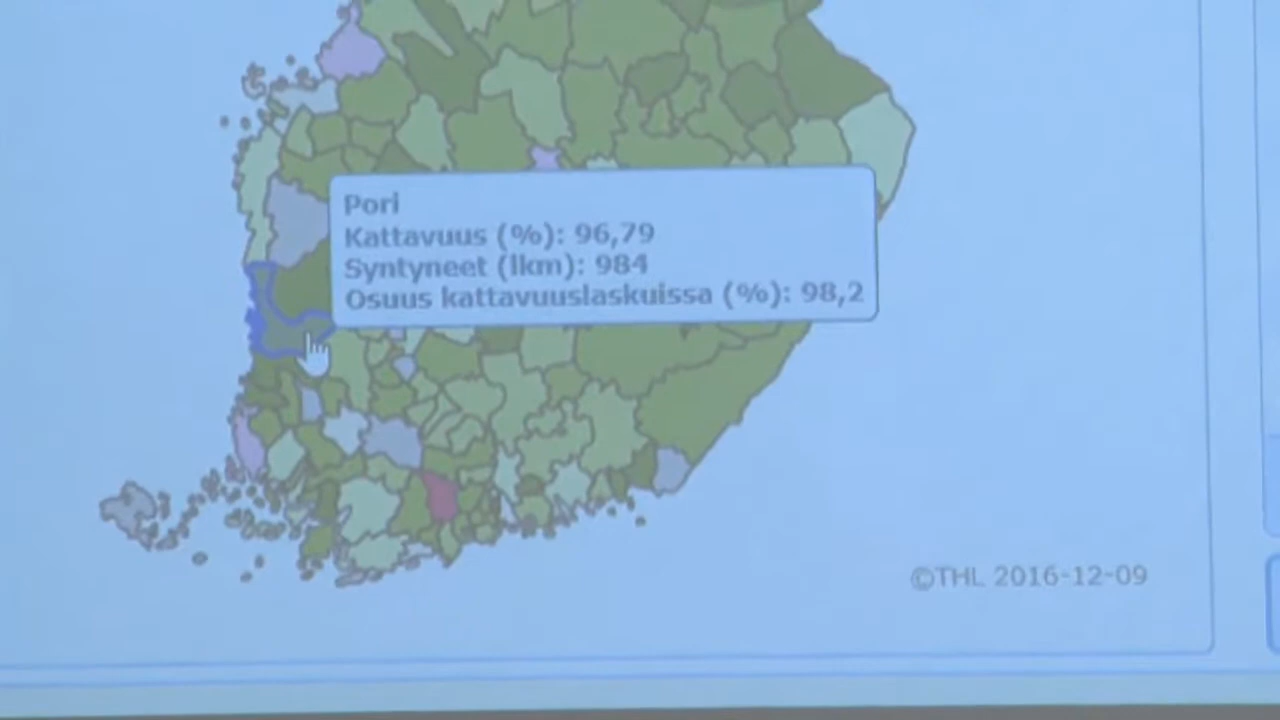 Pori
Kattavuus (%): 96,79
Syntyneet (lkm): 984
Osuus kattavuuslaskuissa (%): 98,2
©THL 2016-12-09